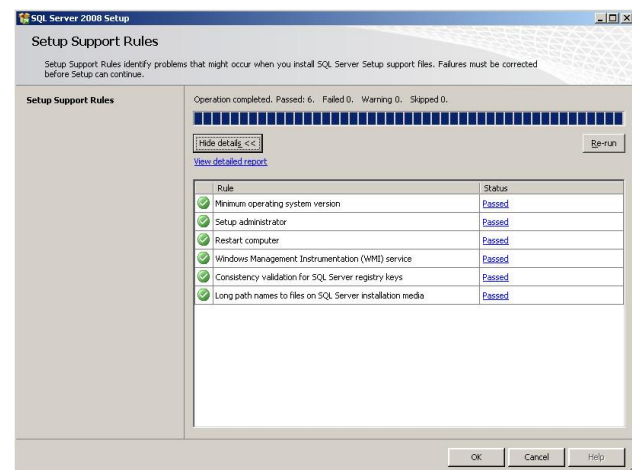 SQL Server 2008 Setup
Setup Support Rules
Setup Support Rules identify problems that might occur when you install SQL Server Setup support files. Failures must be corrected
before Setup can continue.
Setup Support Rules
Operation completed. Passed: 6. Failed 0. Warning 0. Skipped 0.
Hide details <<
Re-run
View detailed report
Rule Status
Minimum operating system version Passed
Setup administrator Passed
Restart computer Passed
Windows Management Instrumentation (WMI) service Passed
Consistency validation for SQL Server registry keys Passed
Long path names to files on SQL Server installation media Passed
OK Cancel Help